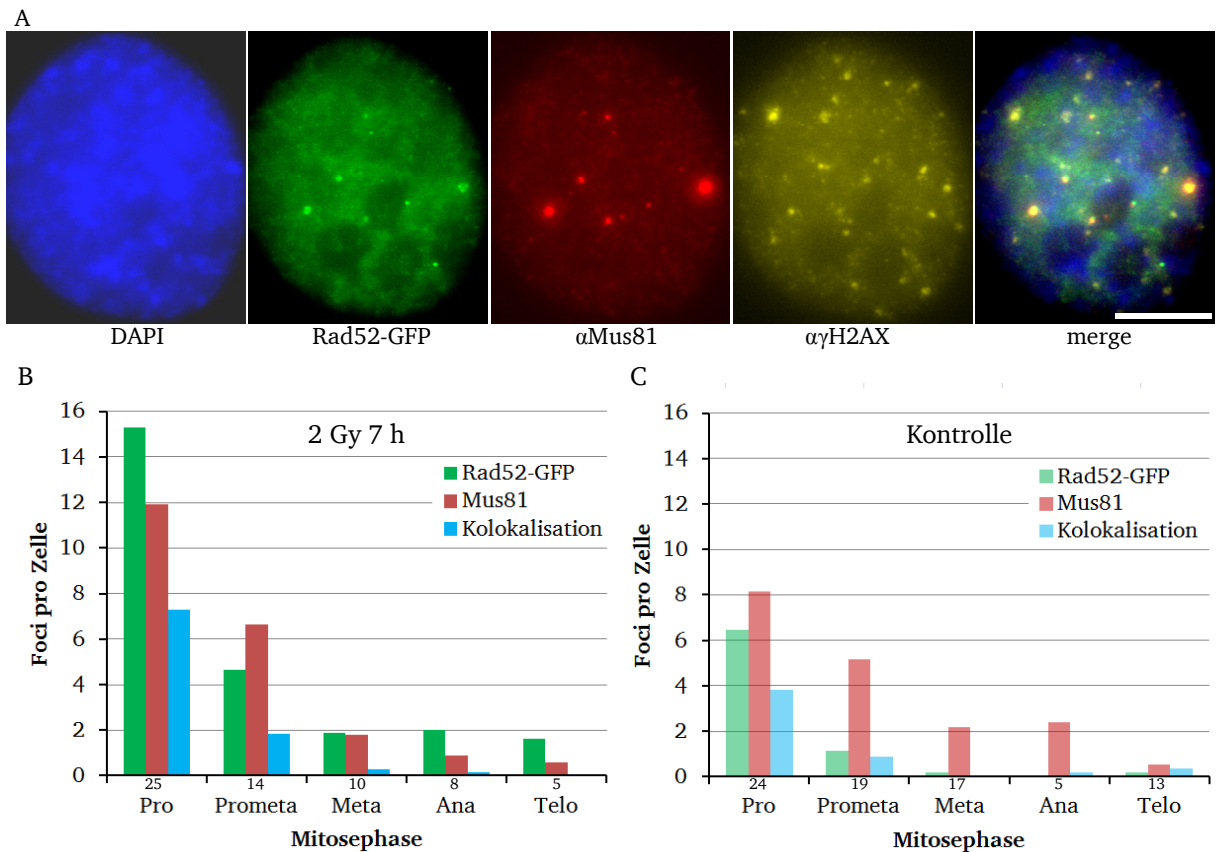 A
DAPI
Rad52-GFP
αMus81
αγH2AX
merge
B
2 Gy 7 h
Rad52-GFP
Mus81
Kolokalisation
Foci pro Zelle
16
14
12
10
8
6
4
2
0
25
14
10
8
5
Pro
Prometa
Meta
Ana
Telo
Mitosephase
C
Kontrolle
Rad52-GFP
Mus81
Kolokalisation
Foci pro Zelle
16
14
12
10
8
6
4
2
0
24
19
17
5
13
Pro
Prometa
Meta
Ana
Telo
Mitosephase